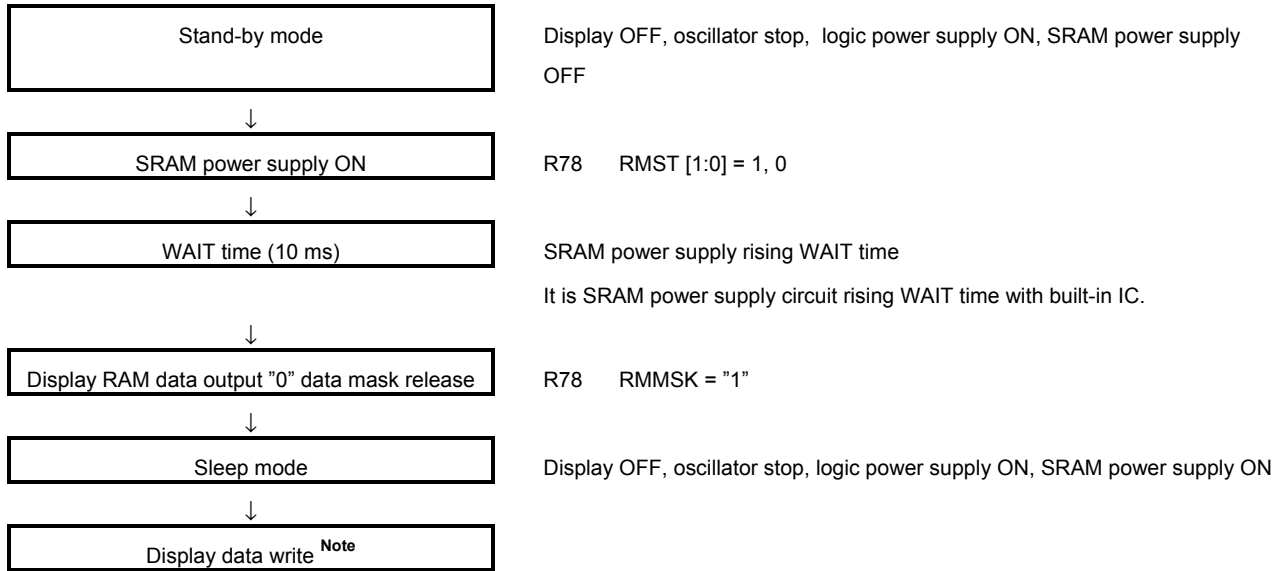 Stand-by mode
Display OFF, oscillator stop, logic power supply ON, SRAM power supply
OFF
↓
SRAM power supply ON
R78 RMST [1:0] = 1, 0
↓
WAIT time (10 ms)
SRAM power supply rising WAIT time
It is SRAM power supply circuit rising WAIT time with built-in IC.
↓
Display RAM data output ”0” data mask release
R78 RMMSK = ”1”
↓
Sleep mode
Display OFF, oscillator stop, logic power supply ON, SRAM power supply ON
↓
Display data write Note